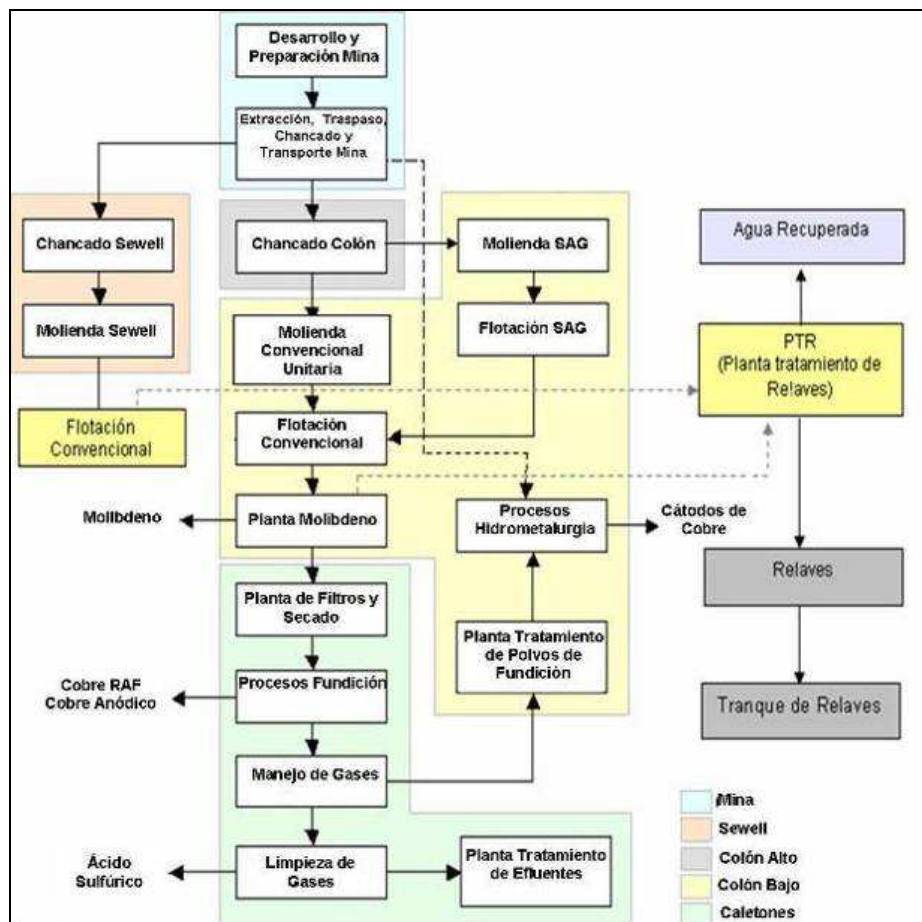 Desarrollo y
Preparación Mina
Extracción, Traspaso,
Chancado y
Transporte Mina
Chancado Sewell
Chancado Colón
Molienda SAG
Agua Recuperada
Molienda Sewell
Molienda
Convencional
Unitaria
Flotación SAG
PTR
(Planta tratamiento de
Relaves)
Flotación
Convencional
Flotación
Convencional
Molibdeno
Planta Molibdeno
Procesos
Hidrometalurgia
Cátodos de
Cobre
Relaves
Planta de Filtros y
Secado
Planta Tratamiento
de Polvos de
Fundición
Cobre RAF
Cobre Anódico
Procesos Fundición
Tranque de Relaves
Manejo de Gases
Ácido
Sulfúrico
Limpieza de
Gases
Planta Tratamiento
de Efluentes
Mina
Sewell
Colón Alto
Colón Bajo
Caletones